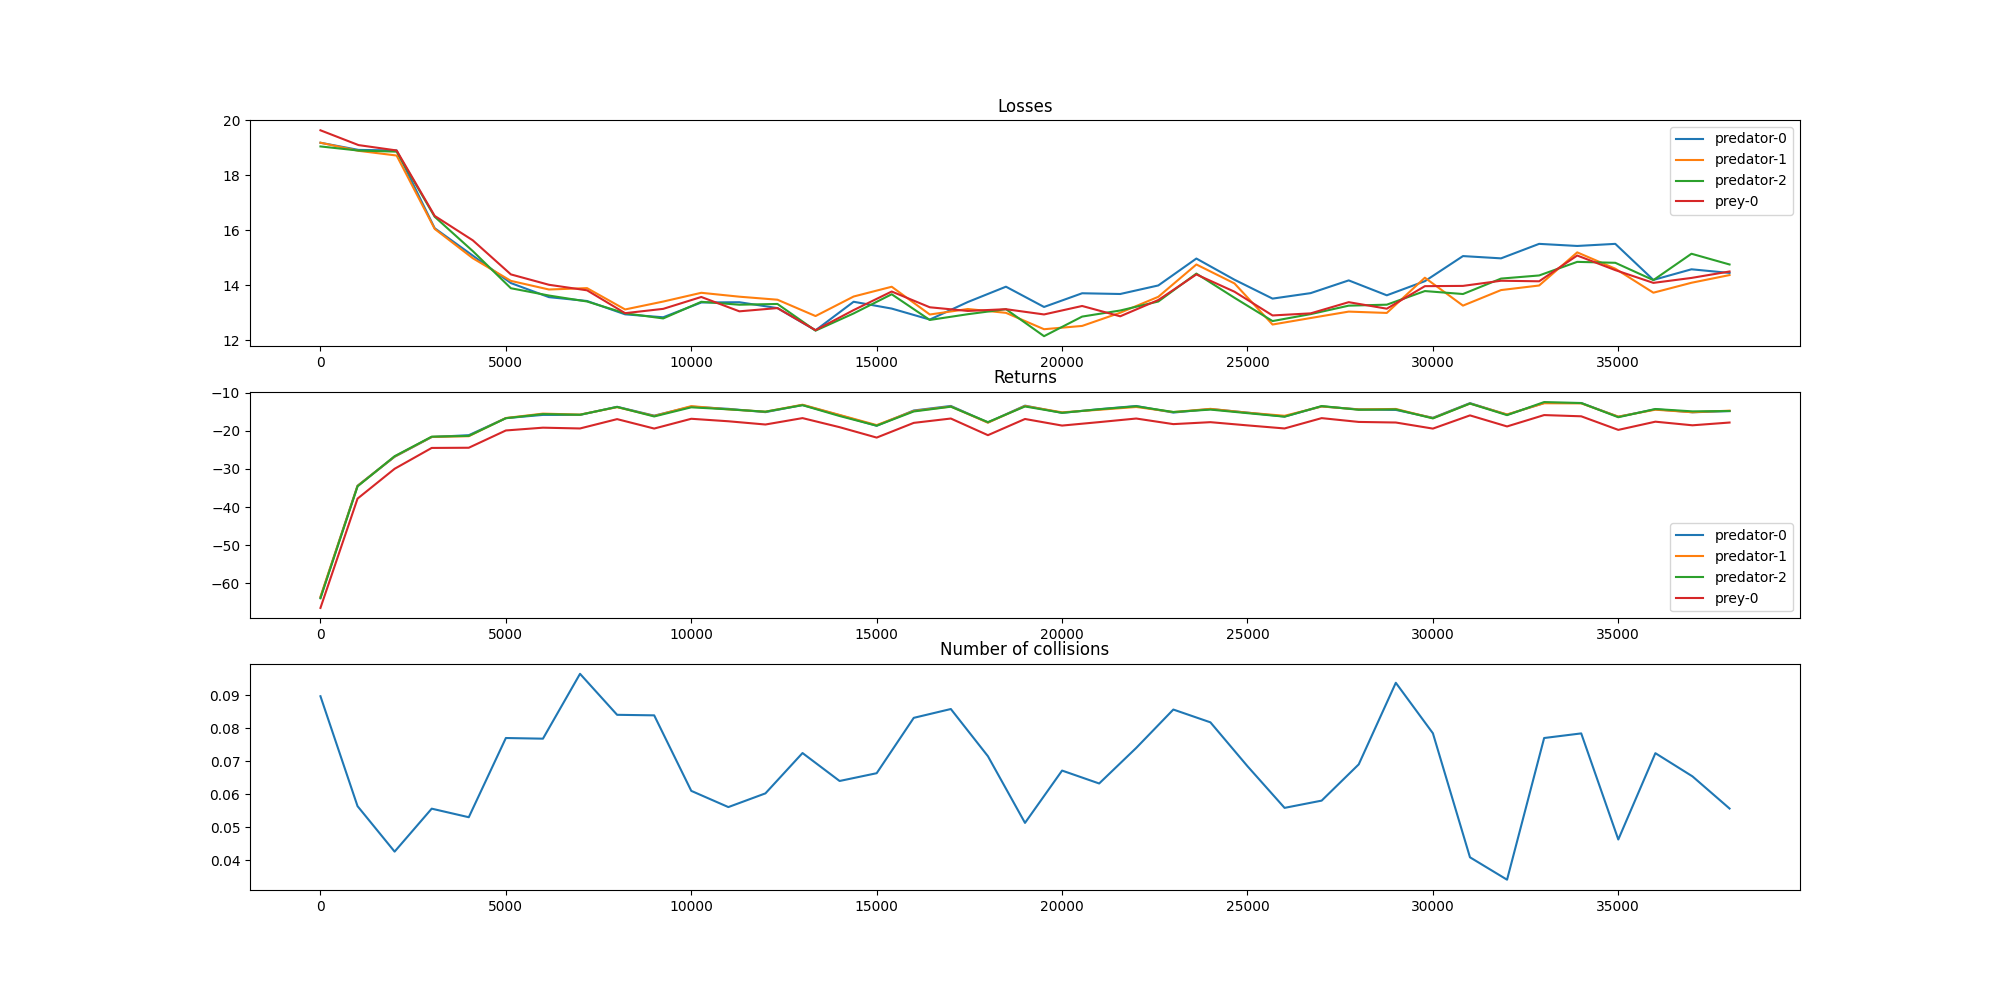 Losses
20
18
16
14
12
predator-0
predator-1
predator-2
prey-0
0 5000 10000 15000 20000 25000 30000 35000
Returns
−10
−20
−30
−40
−50
−60
predator-0
predator-1
predator-2
prey-0
0 5000 10000 15000 20000 25000 30000 35000
Number of collisions
0.09
0.08
0.07
0.06
0.05
0.04
0 5000 10000 15000 20000 25000 30000 35000